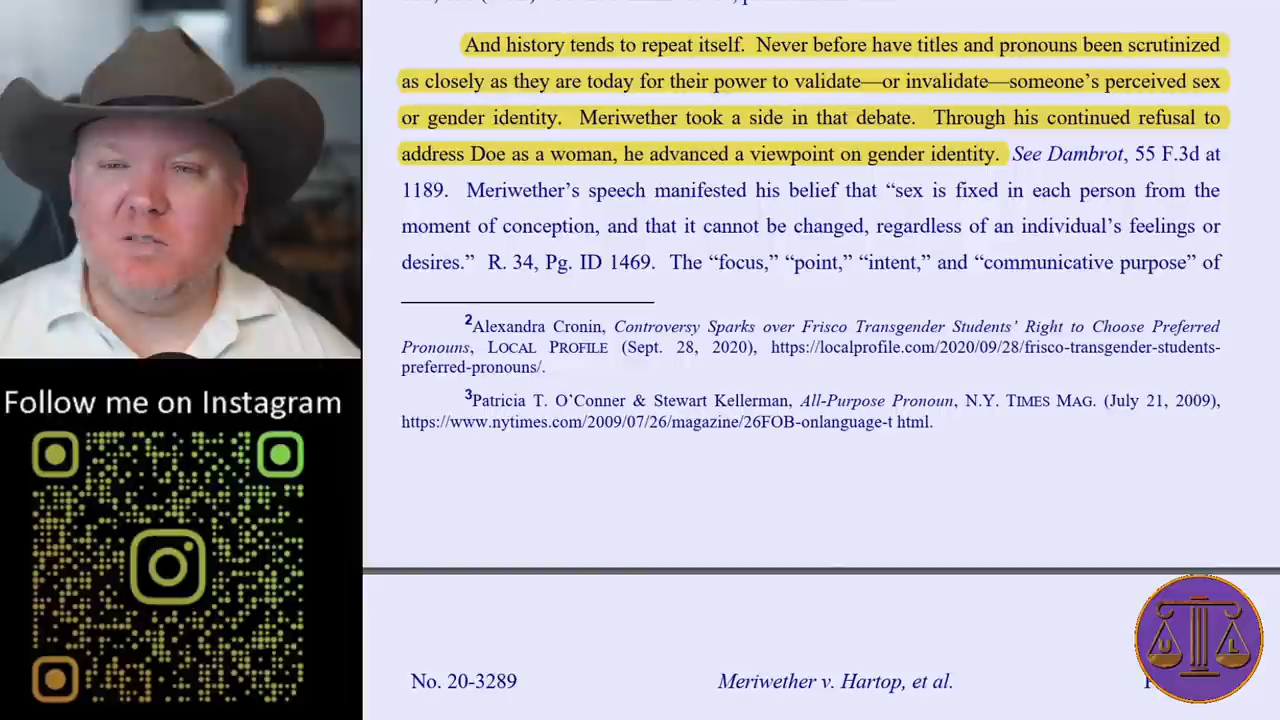 And history tends to repeat itself. Never before have titles and pronouns been scrutinized
as closely as they are today for their power to validate—or invalidate—someone's perceived sex
or gender identity. Meriwether took a side in that debate. Through his continued refusal to
address Doe as a woman, he advanced a viewpoint on gender identity. See Dambrot, 55 F.3d at
1189. Meriwether's speech manifested his belief that “sex is fixed in each person from the
moment of conception, and that it cannot be changed, regardless of an individual's feelings or
desires.” R. 34, Pg. ID 1469. The “focus,” “point,” “intent,” and “communicative purpose” of
2Alexandra Cronin, Controversy Sparks over Frisco Transgender Students' Right to Choose Preferred
Pronouns, LOCAL PROFILE (Sept. 28, 2020), https://localprofile.com/2020/09/28/frisco-transgender-students-
preferred-pronouns/.
3Patricia T. O'Conner & Stewart Kellerman, All-Purpose Pronoun, N.Y. TIMES MAG. (July 21, 2009),
https://www.nytimes.com/2009/07/26/magazine/26FOB-onlanguage-t html.
No. 20-3289 Meriwether v. Hartop, et al.
Follow me on Instagram
U L